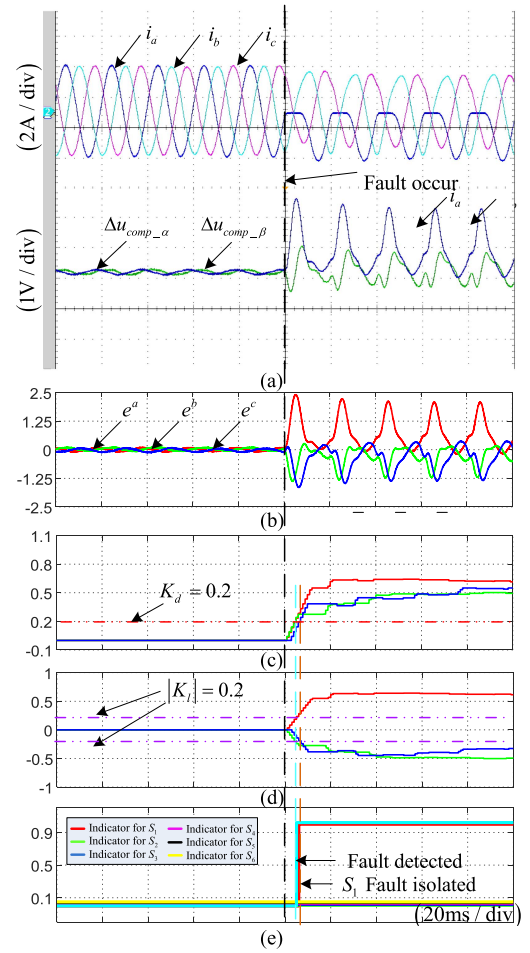 i_a i_b i_c
2
(2A / div)
Fault occur
i_a
Δu_comp_α Δu_comp_β
(1V / div)
(a)
2.5
e^a e^b e^c
1.25
0
-1.25
-2.5
(b)
1.1
0.8
K_d = 0.2
0.5
0.2
-0.1
(c)
1
|K_l| = 0.2
0.5
0
-0.5
-1
(d)
Indicator for S_1 Indicator for S_4
0.9
Indicator for S_2 Indicator for S_5
Indicator for S_3 Indicator for S_6
0.5
Fault detected
S_1 Fault isolated
0.1
(20ms / div)
(e)